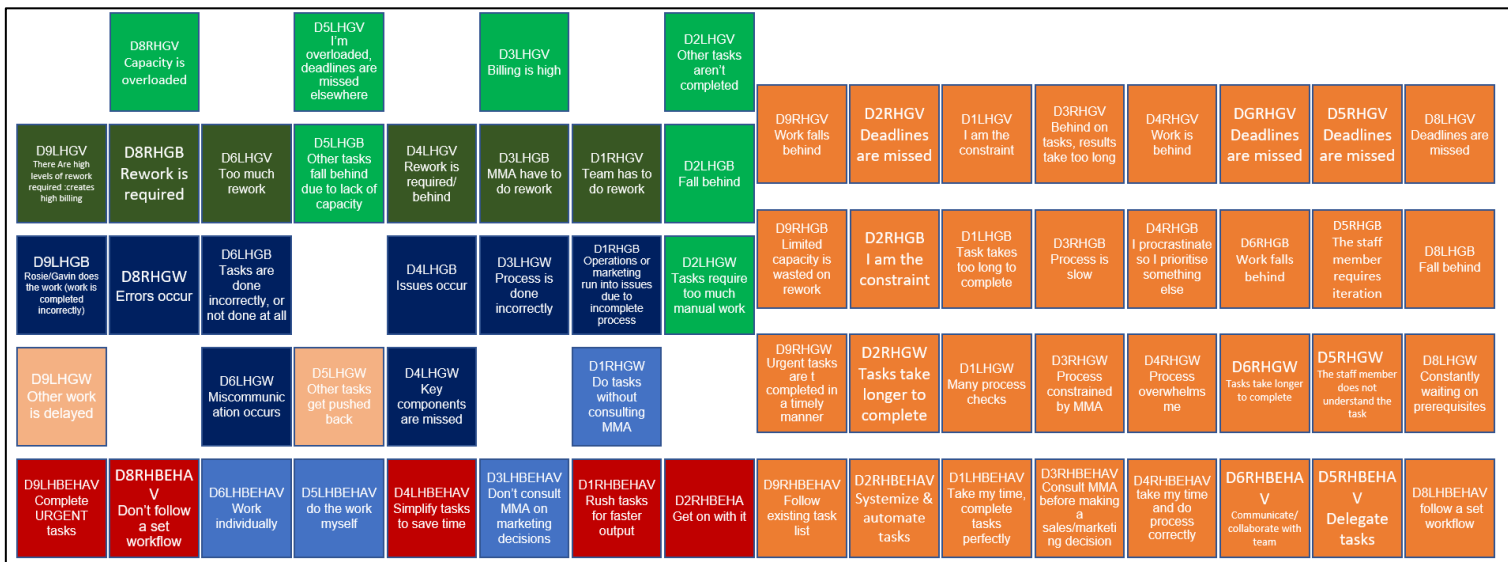 D8RHGV
Capacity is
overloaded
D5LHGV
I'm
overloaded,
deadlines are
missed
elsewhere
D3LHGV
Billing is high
D2LHGV
Other tasks
aren't
completed
D9LHGV
There Are high
levels of rework
required :creates
high billing
D8RHGB
Rework is
required
D6LHGV
Too much
rework
D5LHGB
Other tasks
fall behind
due to lack of
capacity
D4LHGV
Rework is
required/
behind
D3LHGB
MMA have to
do rework
D1RHGV
Team has to
do rework
D2LHGB
Fall behind
D9RHGV
Work falls
behind
D2RHGV
Deadlines
are missed
D1LHGV
I am the
constraint
D3RHGV
Behind on
tasks, results
take too long
D4RHGV
Work is
behind
DGRHGV
Deadlines
are missed
D5RHGV
Deadlines
are missed
D8LHGV
Deadlines are
missed
D9LHGB
Rosie/Gavin does
the work (work is
completed
incorrectly)
D8RHGW
Errors occur
D6LHGB
Tasks are
done
incorrectly, or
not done at all
D4LHGB
Issues occur
D3LHGW
Process is
done
incorrectly
D1RHGB
Operations or
marketing
run into issues
due to
incomplete
process
D2LHGW
Tasks require
too much
manual work
D9RHGB
Limited
capacity is
wasted on
rework
D2RHGB
I am the
constraint
D1LHGB
Task takes
too long to
complete
D3RHGB
Process is
slow
D4RHGB
I procrastinate
so I prioritise
something
else
D6RHGB
Work falls
behind
D5RHGB
The staff
member
requires
iteration
D8LHGB
Fall behind
D9LHGW
Other work
is delayed
D6LHGW
Miscommunic
ation occurs
D5LHGW
Other tasks
get pushed
back
D4LHGW
Key
components
are missed
D1RHGW
Do tasks
without
consulting
MMA
D9RHGW
Urgent tasks
are t
completed in
a timely
manner
D2RHGW
Tasks take
longer to
complete
D1LHGW
Many process
checks
D3RHGW
Process
constrained
by MMA
D4RHGW
Process
overwhelms
me
D6RHGW
Tasks take longer
to complete
D5RHGW
The staff member
does not
understand the
task
D8LHGW
Constantly
waiting on
prerequisites
D9LHBEHAV
Complete
URGENT
tasks
D8RHBEHA
V
Don't follow
a set
workflow
D6LHBEHAV
Work
individually
D5LHBEHAV
do the work
myself
D4LHBEHAV
Simplify tasks
to save time
D3LHBEHAV
Don't consult
MMA on
marketing
decisions
D1RHBEHAV
Rush tasks
for faster
output
D2RHBEHA
Get on with it
D9RHBEHAV
Follow
existing task
list
D2RHBEHAV
Systemize &
automate
tasks
D1LHBEHAV
Take my time,
complete
tasks
perfectly
D3RHBEHAV
Consult MMA
before making
a
sales/marketi
ng decision
D4RHBEHAV
take my time
and do
process
correctly
D6RHBEHA
V
Communicate/
collaborate with
team
D5RHBEHA
V
Delegate
tasks
D8LHBEHAV
follow a set
workflow